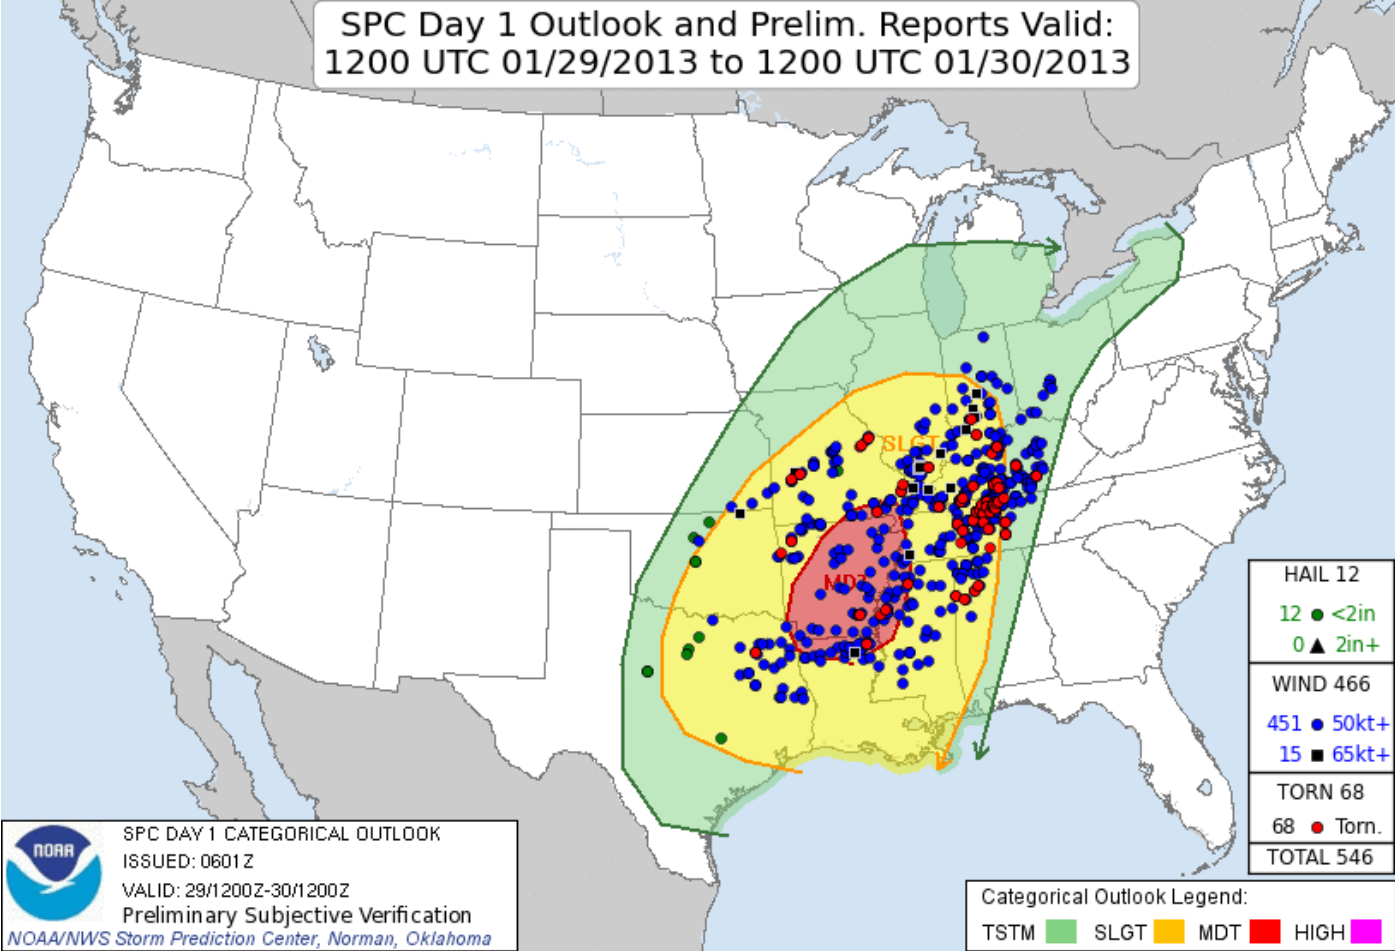 SPC Day 1 Outlook and Prelim. Reports Valid:
1200 UTC 01/29/2013 to 1200 UTC 01/30/2013
SLGT
MDT
HAIL 12
12 <2in
0 2in+
WIND 466
451 50kt+
15 65kt+
TORN 68
68 Torn.
TOTAL 546
NOAA
SPC DAY 1 CATEGORICAL OUTLOOK
ISSUED: 0601Z
VALID: 29/1200Z-30/1200Z
Preliminary Subjective Verification
NOAA/NWS Storm Prediction Center, Norman, Oklahoma
Categorical Outlook Legend:
TSTM SLGT MDT HIGH